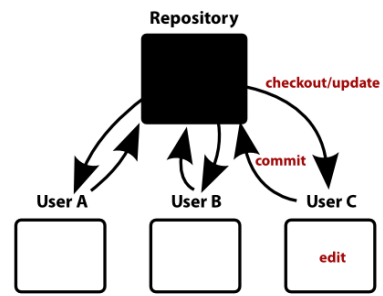 Repository
checkout/update
commit
User A
User B
User C
edit